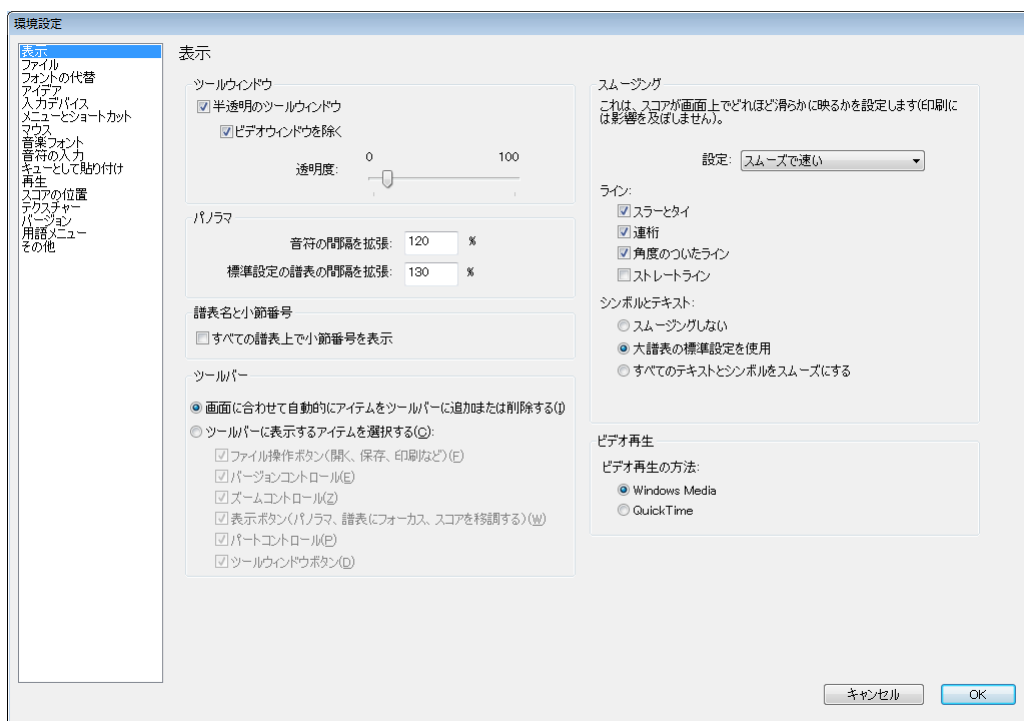 環境設定
表示
ファイル
フォントの代替
アイデア
入力デバイス
メニューとショートカット
マウス
音楽フォント
音符の入力
キューとして貼り付け
再生
スコアの位置
テクスチャー
バージョン
用語メニュー
その他
表示
ツールウィンドウ
半透明のツールウィンドウ
ビデオウィンドウを除く
0 100
透明度:
パノラマ
音符の間隔を拡張: 120 %
標準設定の譜表の間隔を拡張: 130 %
譜表名と小節番号
すべての譜表上で小節番号を表示
ツールバー
画面に合わせて自動的にアイテムをツールバーに追加または削除する(I)
ツールバーに表示するアイテムを選択する(C):
ファイル操作ボタン(開く、保存、印刷など)(F)
バージョンコントロール(E)
ズームコントロール(Z)
表示ボタン(パノラマ、譜表にフォーカス、スコアを移調する)(W)
パートコントロール(P)
ツールウィンドウボタン(D)
スムージング
これは、スコアが画面上でどれほど滑らかに映るかを設定します(印刷に
は影響を及ぼしません)。
設定: スムーズで速い
ライン:
スラーとタイ
連桁
角度のついたライン
ストレートライン
シンボルとテキスト:
スムージングしない
大譜表の標準設定を使用
すべてのテキストとシンボルをスムーズにする
ビデオ再生
ビデオ再生の方法:
Windows Media
QuickTime
キャンセル
OK